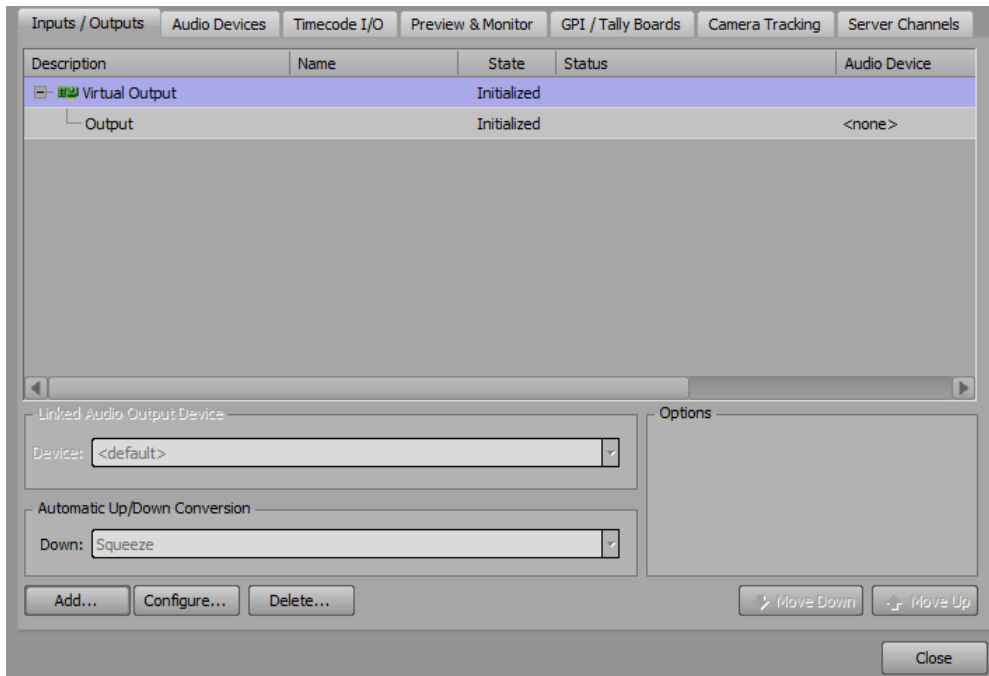 Inputs / Outputs Audio Devices Timecode I/O Preview & Monitor GPI / Tally Boards Camera Tracking Server Channels
Description Name State Status Audio Device
Virtual Output Initialized
Output Initialized <none>
Linked Audio Output Device
Device: <default>
Options
Automatic Up/Down Conversion
Down: Squeeze
Add... Configure... Delete... Move Down Move Up
Close